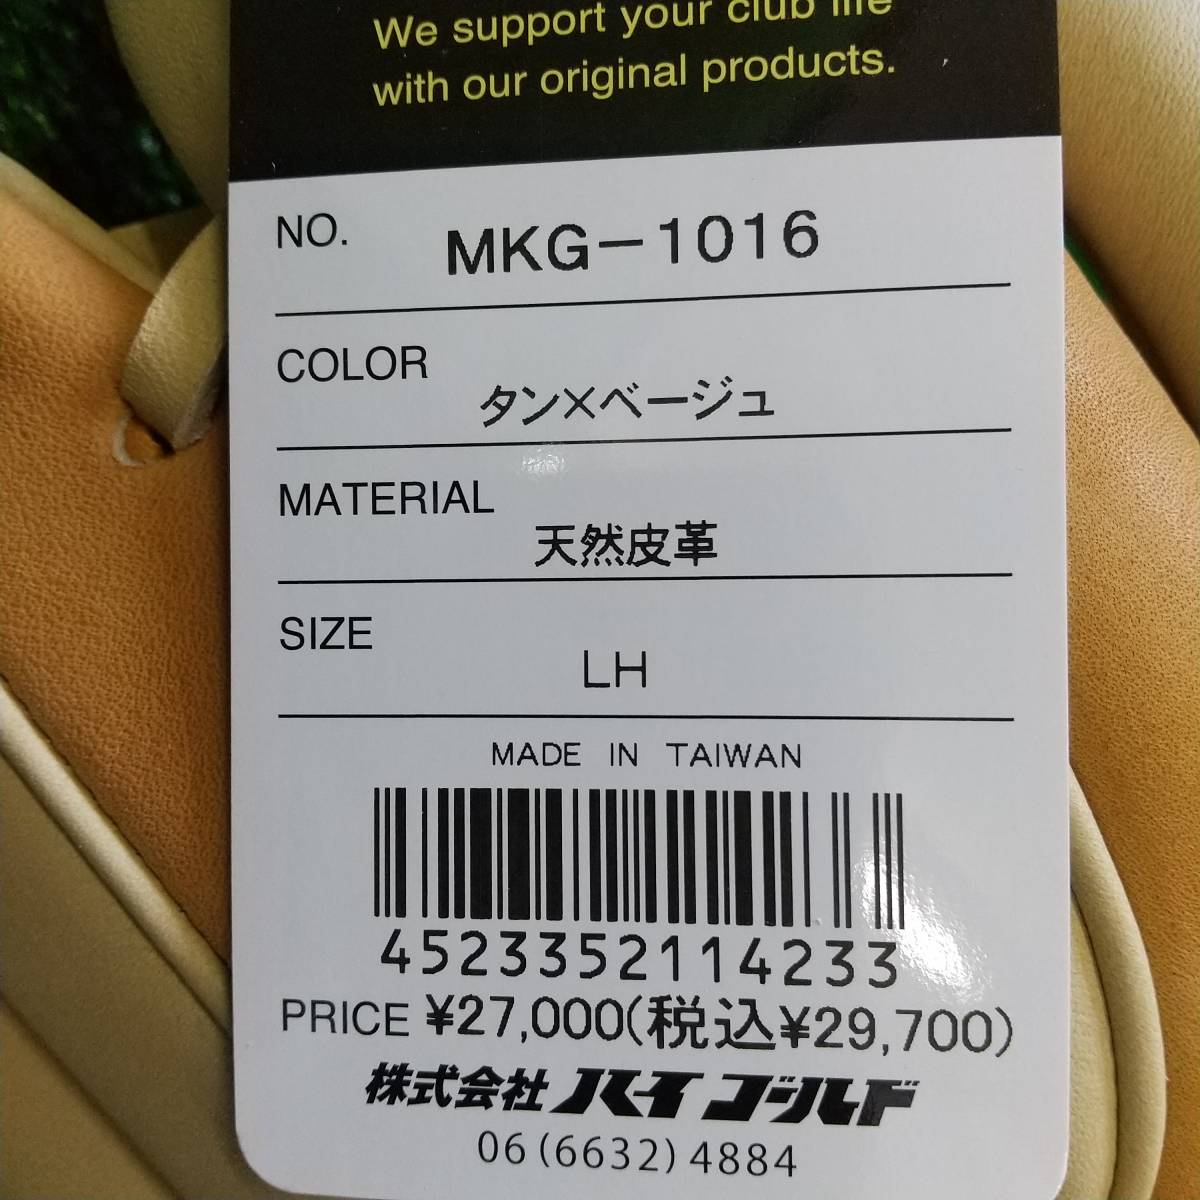 We support your club life
with our original products.
NO. MKG-1016
COLOR タン×ベージュ
MATERIAL 天然皮革
SIZE LH
MADE IN TAIWAN
4523352114233
PRICE ¥27,000(税込¥29,700)
株式会社ハイゴールド
06(6632)4884